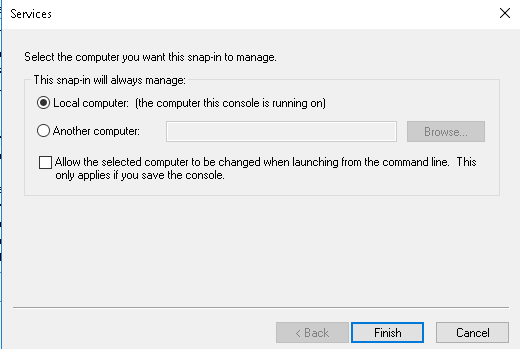 Services
Select the computer you want this snap-in to manage.
This snap-in will always manage:
Local computer: (the computer this console is running on)
Another computer:
Browse...
Allow the selected computer to be changed when launching from the command line. This
only applies if you save the console.
< Back
Finish
Cancel